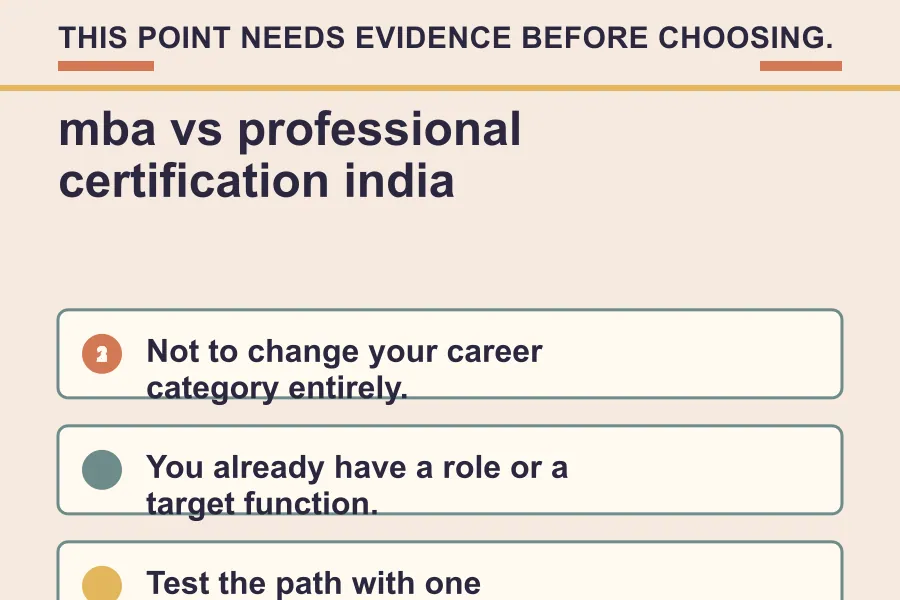 THIS POINT NEEDS EVIDENCE BEFORE CHOOSING.
mba vs professional
certification india
Not to change your career
category entirely.
You already have a role or a
target function.
Test the path with one